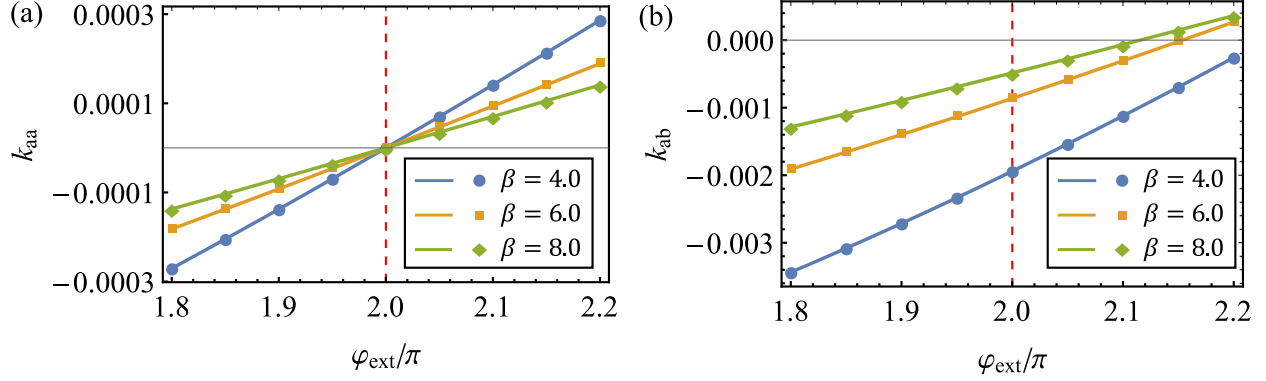 (a)
0.0003
0.0001
−0.0001
−0.0003
k_aa
1.8 1.9 2.0 2.1 2.2
φ_ext/π
β = 4.0
β = 6.0
β = 8.0
(b)
0.000
−0.001
−0.002
−0.003
k_ab
1.8 1.9 2.0 2.1 2.2
φ_ext/π
β = 4.0
β = 6.0
β = 8.0